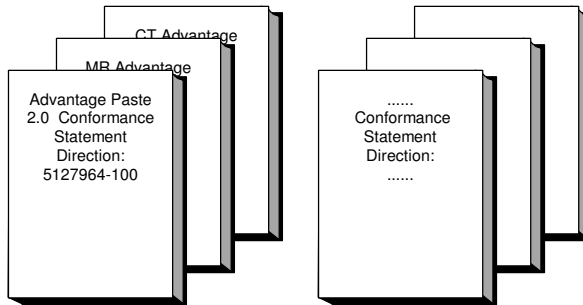 CT Advantage
MR Advantage
Advantage Paste
2.0 Conformance
Statement
Direction:
5127964-100
......
Conformance
Statement
Direction:
......